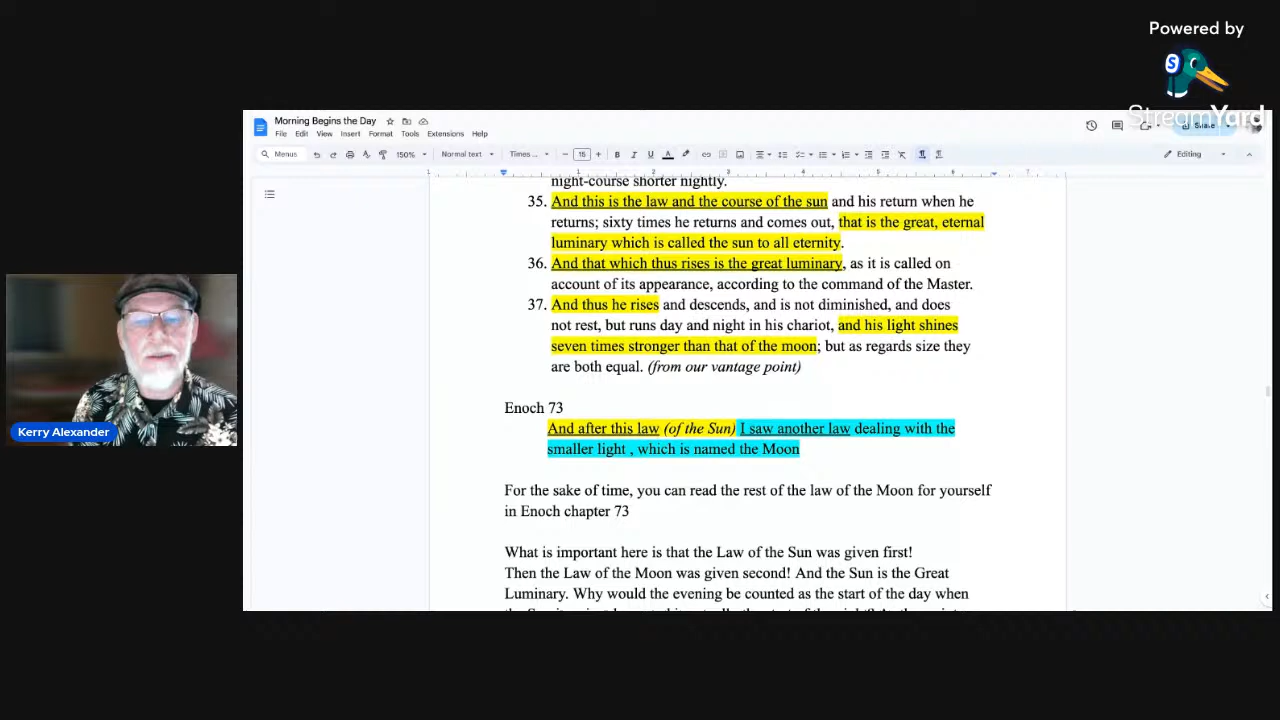 Powered by
StreamYard
Morning Begins the Day
File Edit View Insert Format Tools Extensions Help
Share
Menus 150% Normal text Times ... 16 B I U A Editing
1 1 2 3 4 5 6 7
night-course shorter nightly.
35. And this is the law and the course of the sun and his return when he
returns; sixty times he returns and comes out, that is the great, eternal
luminary which is called the sun to all eternity.
36. And that which thus rises is the great luminary, as it is called on
account of its appearance, according to the command of the Master.
37. And thus he rises and descends, and is not diminished, and does
not rest, but runs day and night in his chariot, and his light shines
seven times stronger than that of the moon; but as regards size they
are both equal. (from our vantage point)
Enoch 73
And after this law (of the Sun) I saw another law dealing with the
smaller light , which is named the Moon
For the sake of time, you can read the rest of the law of the Moon for yourself
in Enoch chapter 73
What is important here is that the Law of the Sun was given first!
Then the Law of the Moon was given second! And the Sun is the Great
Luminary. Why would the evening be counted as the start of the day when
Kerry Alexander